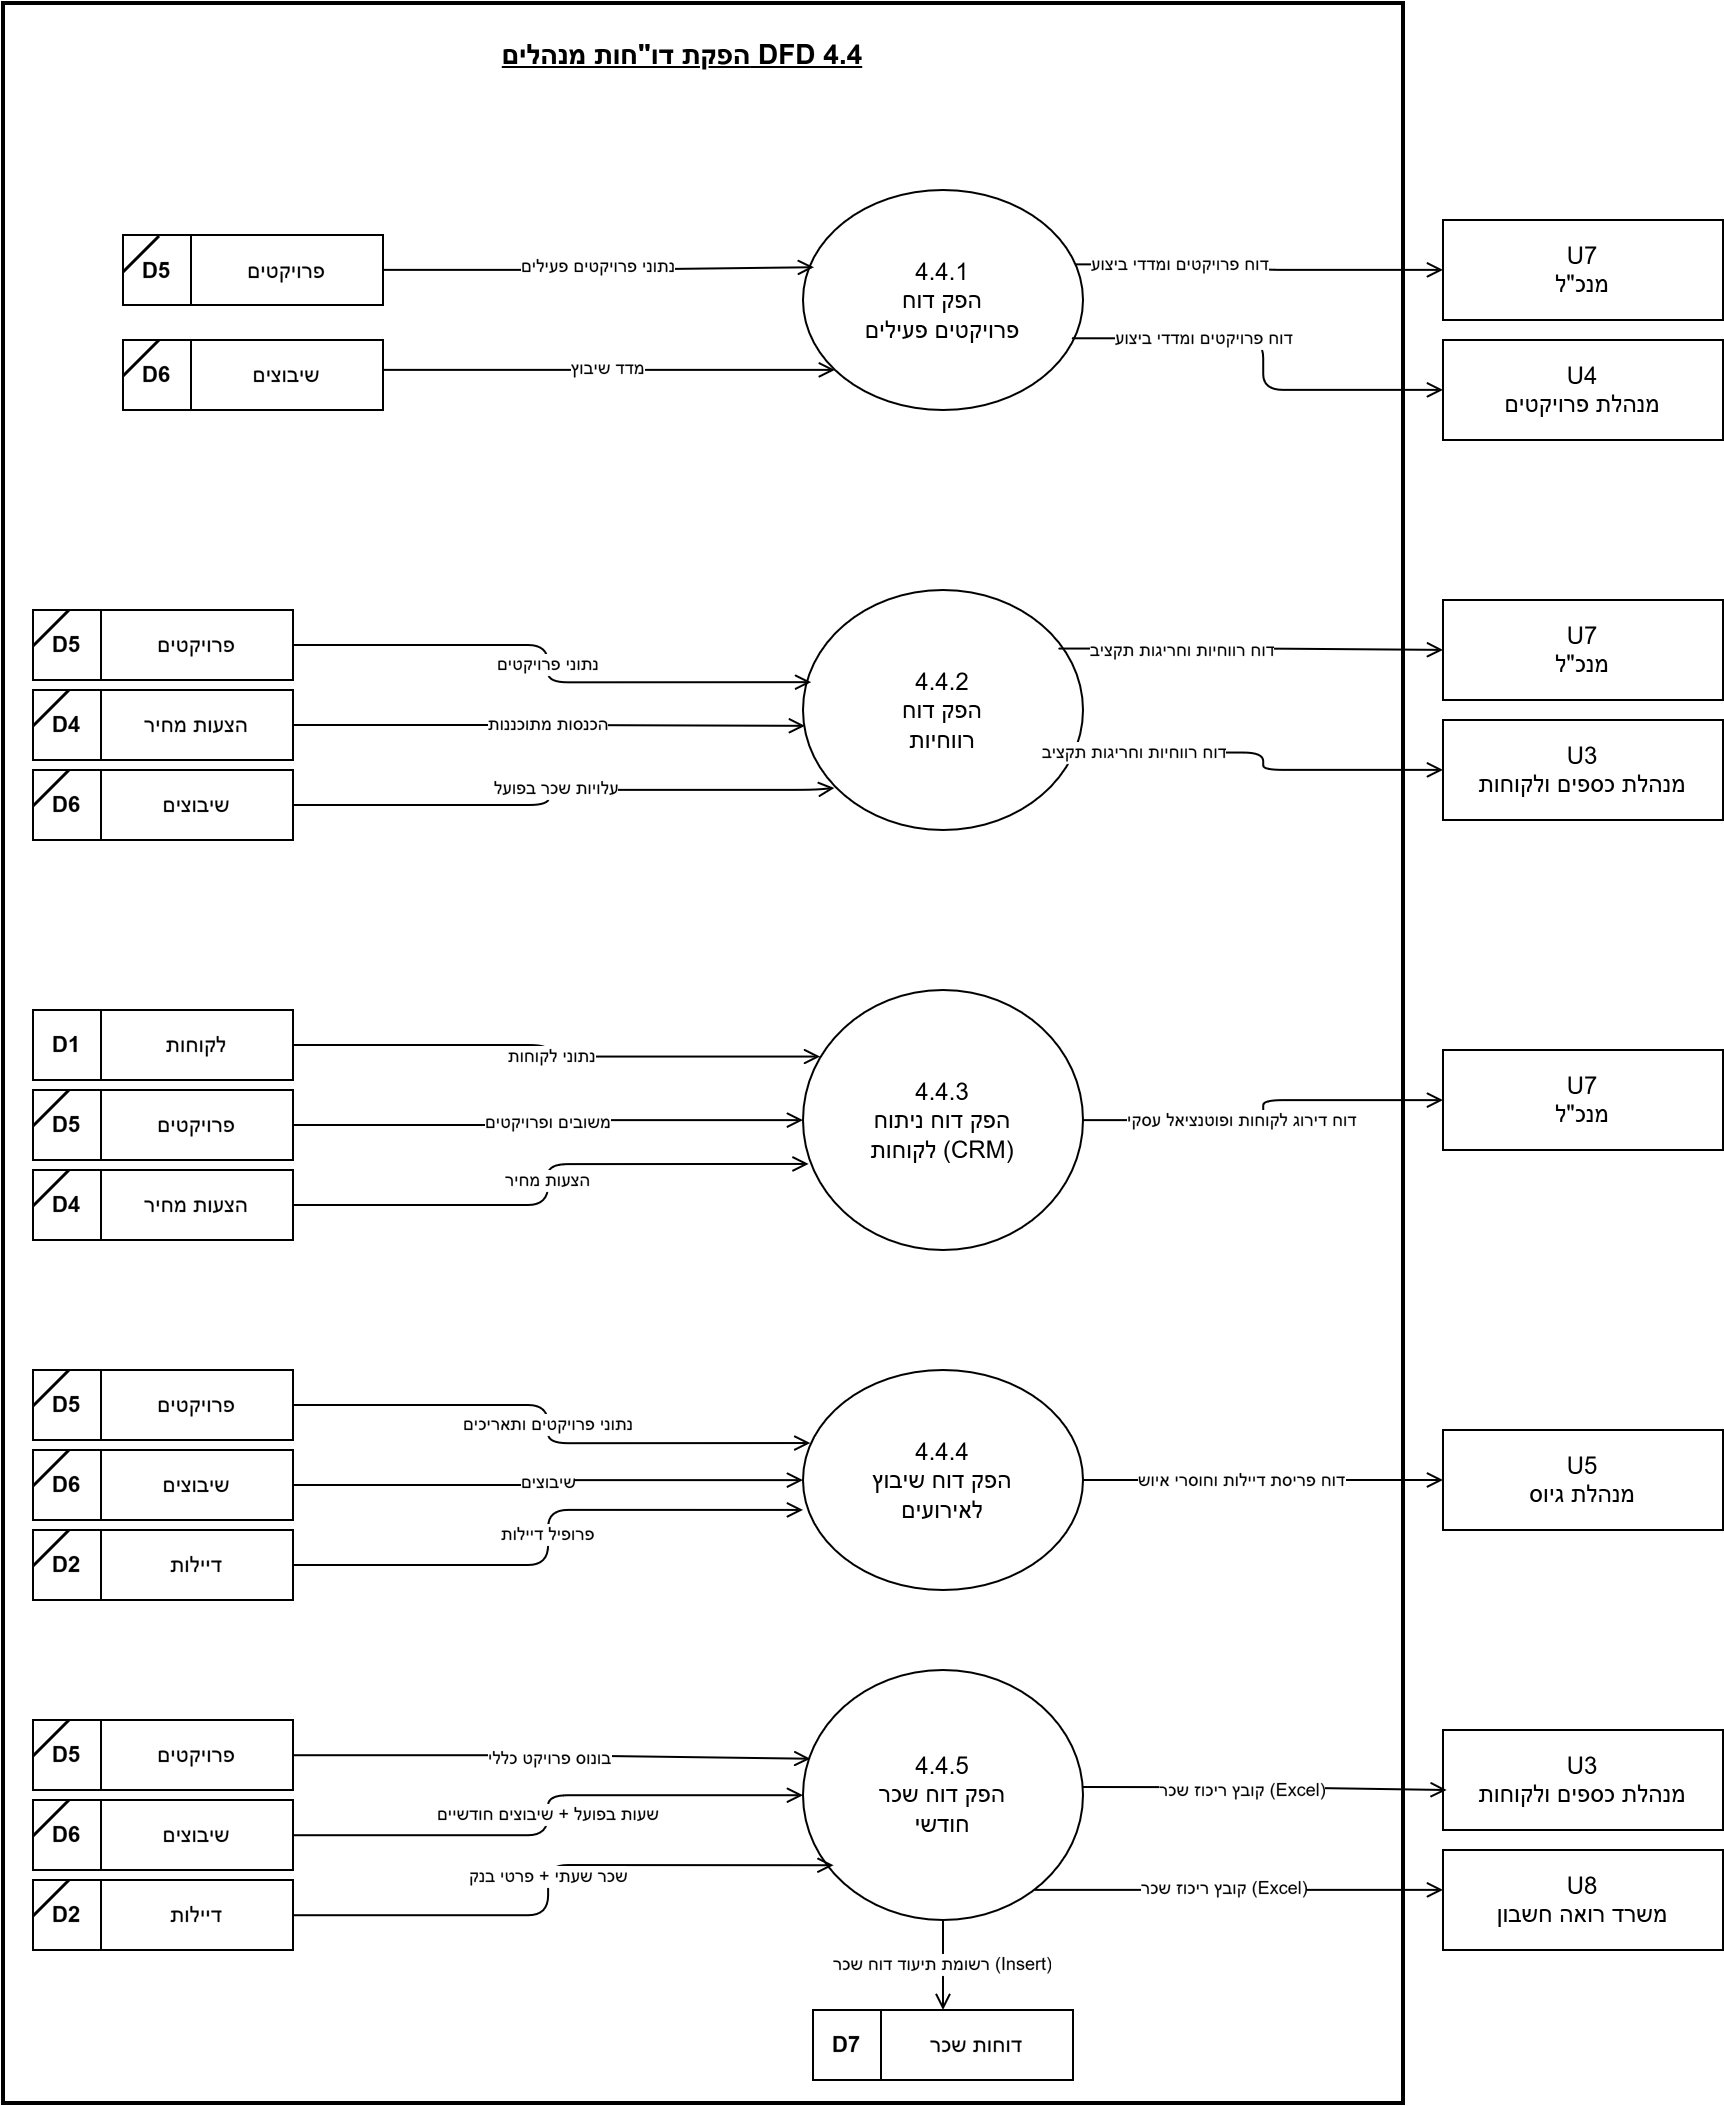 DFD 4.4 הפקת דו"חות מנהלים
D5
פרויקטים
נתוני פרויקטים פעילים
D6
שיבוצים
מדד שיבוץ
4.4.1
הפק דוח
פרויקטים פעילים
דוח פרויקטים ומדדי ביצוע
U7
מנכ"ל
דוח פרויקטים ומדדי ביצוע
U4
מנהלת פרויקטים
D5
פרויקטים
נתוני פרויקטים
D4
הצעות מחיר
הכנסות מתוכננות
D6
שיבוצים
עלויות שכר בפועל
4.4.2
הפק דוח
רווחיות
דוח רווחיות וחריגות תקציב
U7
מנכ"ל
דוח רווחיות וחריגות תקציב
U3
מנהלת כספים ולקוחות
D1
לקוחות
נתוני לקוחות
D5
פרויקטים
משובים ופרויקטים
D4
הצעות מחיר
הצעות מחיר
4.4.3
הפק דוח ניתוח
לקוחות (CRM)
דוח דירוג לקוחות ופוטנציאל עסקי
U7
מנכ"ל
D5
פרויקטים
נתוני פרויקטים ותאריכים
D6
שיבוצים
שיבוצים
D2
דיילות
פרופיל דיילות
4.4.4
הפק דוח שיבוץ
לאירועים
דוח פריסת דיילות וחוסרי איוש
U5
מנהלת גיוס
D5
פרויקטים
בונוס פרויקט כללי
D6
שיבוצים
שעות בפועל + שיבוצים חודשיים
D2
דיילות
שכר שעתי + פרטי בנק
4.4.5
הפק דוח שכר
חודשי
קובץ ריכוז שכר (Excel)
U3
מנהלת כספים ולקוחות
קובץ ריכוז שכר (Excel)
U8
משרד רואה חשבון
רשומת תיעוד דוח שכר (Insert)
D7
דוחות שכר